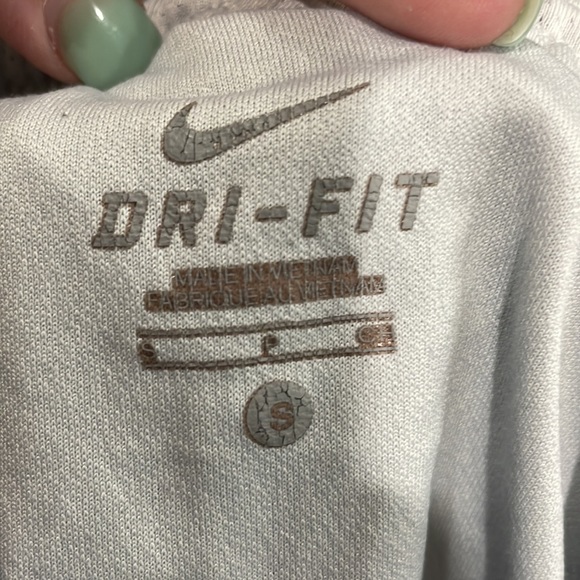 DRI-FIT
MADE IN VIETNAM
FABRIQUE AU VIETNAM
S P CH
S